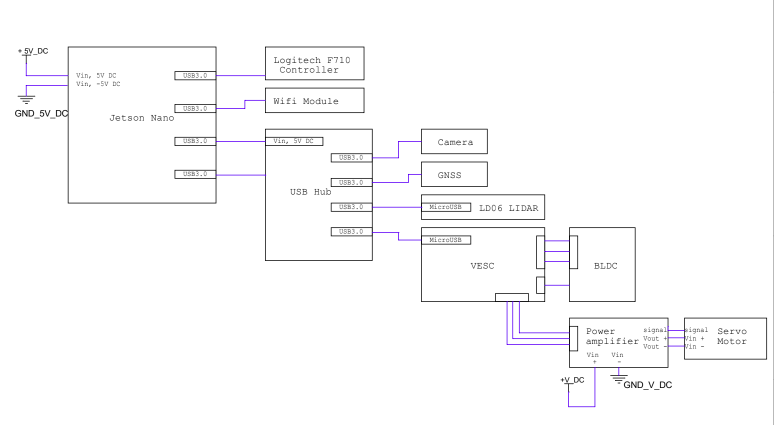 + 5V_DC
Vin, 5V DC
Vin, -5V DC
GND_5V_DC
Jetson Nano
USB3.0
USB3.0
USB3.0
USB3.0
Logitech F710
Controller
Wifi Module
Vin, 5V DC
USB Hub
USB3.0
USB3.0
USB3.0
USB3.0
Camera
GNSS
MicroUSB
LD06 LIDAR
MicroUSB
VESC
BLDC
Power
amplifier
signal
Vout +
Vout -
Vin
+
Vin
-
signal
Vin +
Vin -
Servo
Motor
+V_DC
GND_V_DC